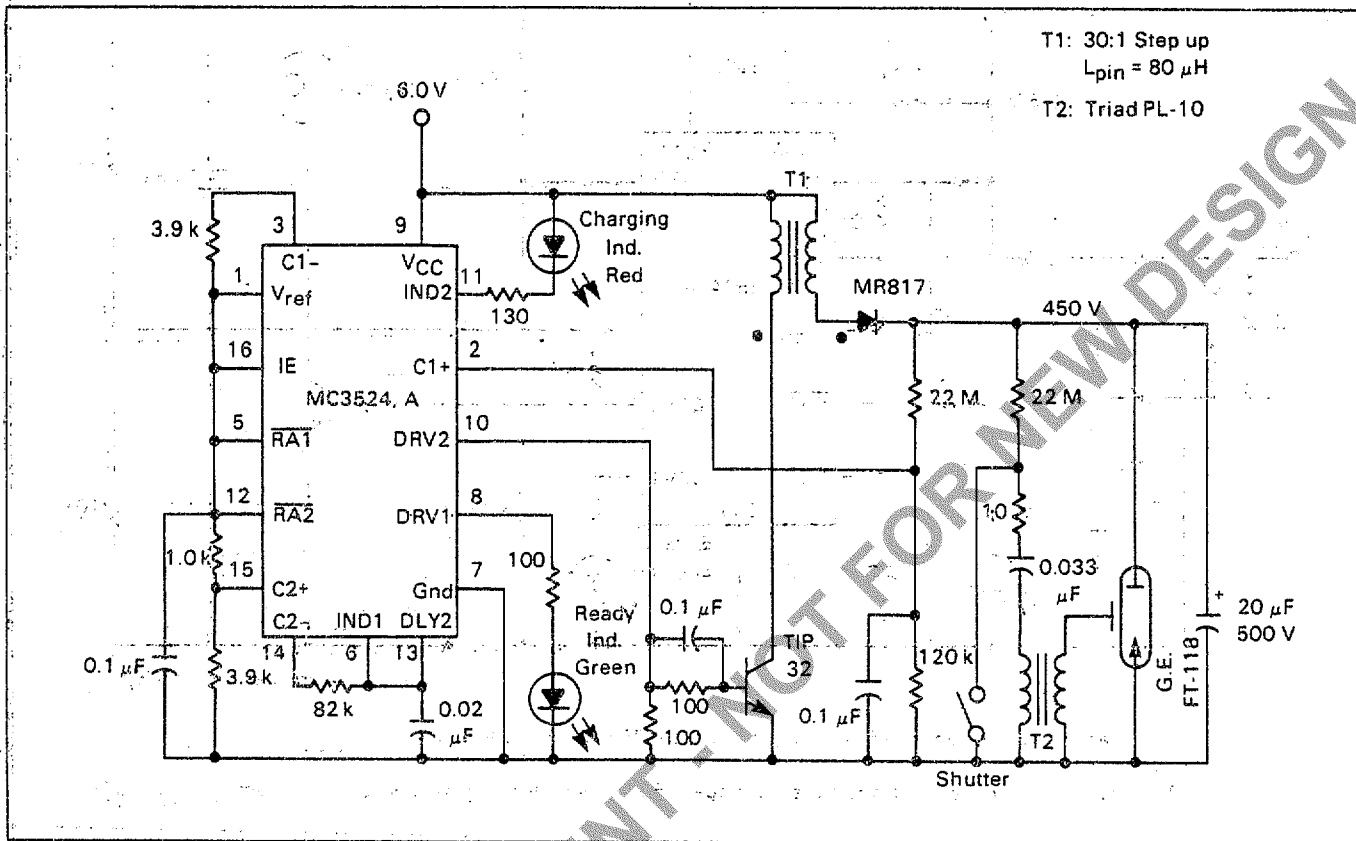 T1: 30:1 Step up
Lpin = 80 μH
T2: Triad PL-10
6.0 V
T1
3.9 k
3
9
Charging
Ind.
Red
C1-
VCC
11
1
Vref
IND2
130
MR817
450 V
16
IE
2
C1+
MC3524, A
22 M
22 M
5
RA1
10
DRV2
12
RA2
8
DRV1
1.0
1.0 k
100
0.033
μF
15
C2+
7
Gnd
C2-
IND1
DLY2
14
6
13
Ready
Ind.
Green
0.1 μF
TIP
32
+
20 μF
500 V
0.1 μF
3.9 k
82 k
0.02
μF
100
100
120 k
0.1 μF
T2
G.E.
FT-118
Shutter
NT - NOT FOR NEW DESIGN